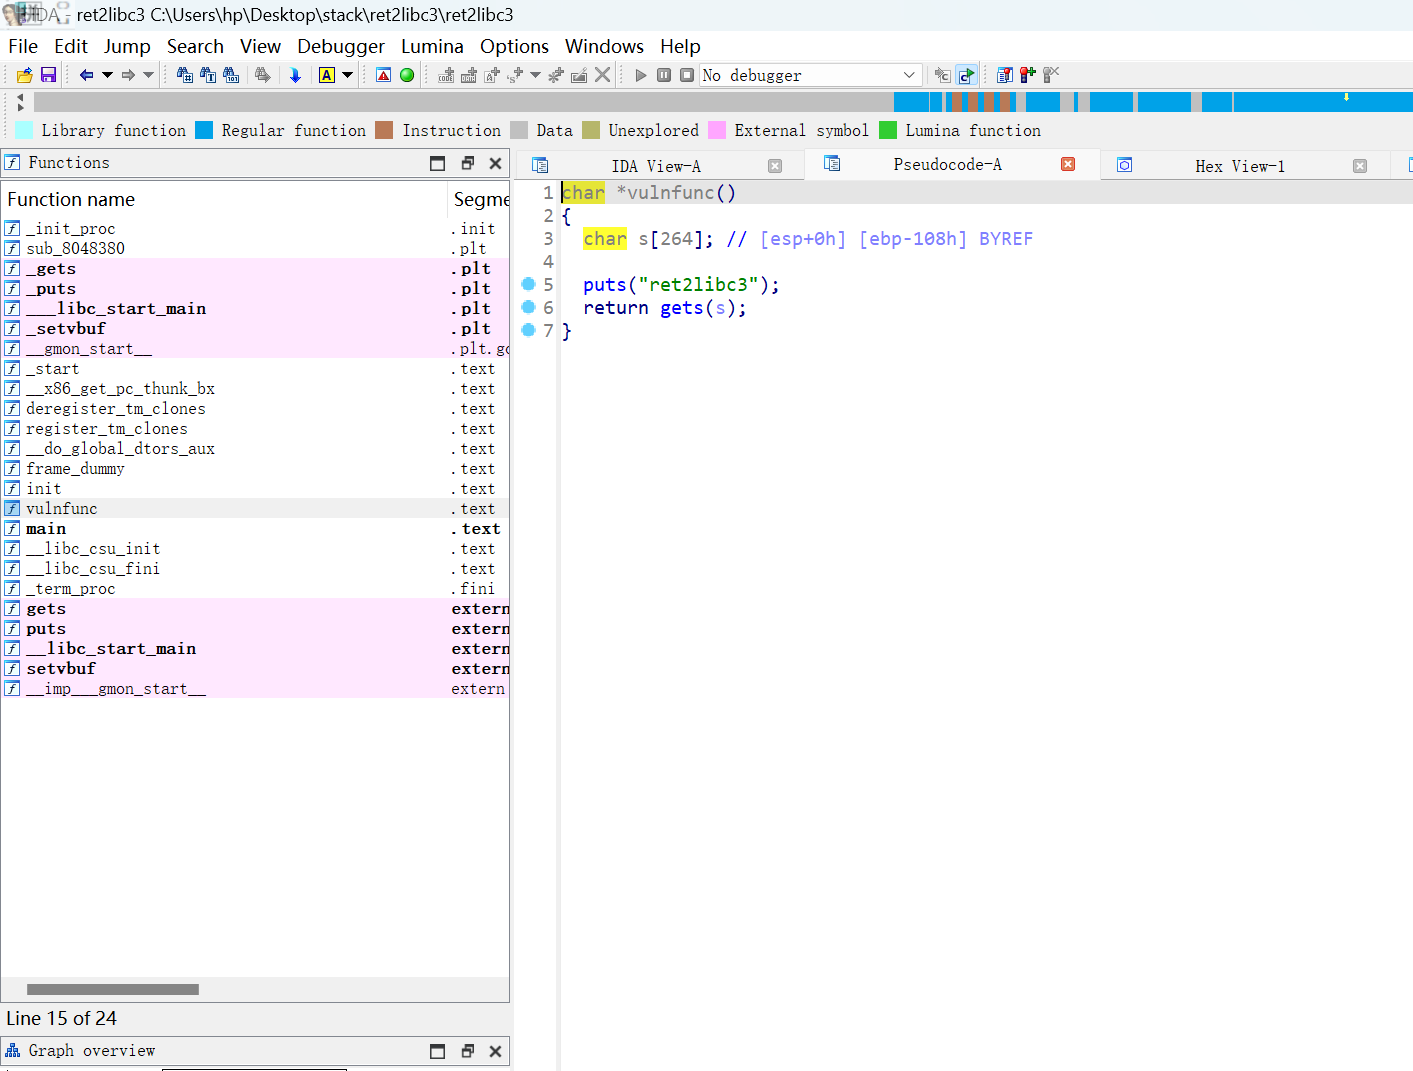 IDA - ret2libc3 C:\Users\hp\Desktop\stack\ret2libc3\ret2libc3
File Edit Jump Search View Debugger Lumina Options Windows Help
No debugger
Library function Regular function Instruction Data Unexplored External symbol Lumina function
Functions
IDA View-A Pseudocode-A Hex View-1
Function name Segme
_init_proc .init
sub_8048380 .plt
_gets .plt
_puts .plt
___libc_start_main .plt
_setvbuf .plt
__gmon_start__ .plt.go
_start .text
__x86_get_pc_thunk_bx .text
deregister_tm_clones .text
register_tm_clones .text
__do_global_dtors_aux .text
frame_dummy .text
init .text
vulnfunc .text
main .text
__libc_csu_init .text
__libc_csu_fini .text
_term_proc .fini
gets extern
puts extern
__libc_start_main extern
setvbuf extern
__imp___gmon_start__ extern
Line 15 of 24
Graph overview
1 char *vulnfunc()
2 {
3 char s[264]; // [esp+0h] [ebp-108h] BYREF
4
5 puts("ret2libc3");
6 return gets(s);
7 }